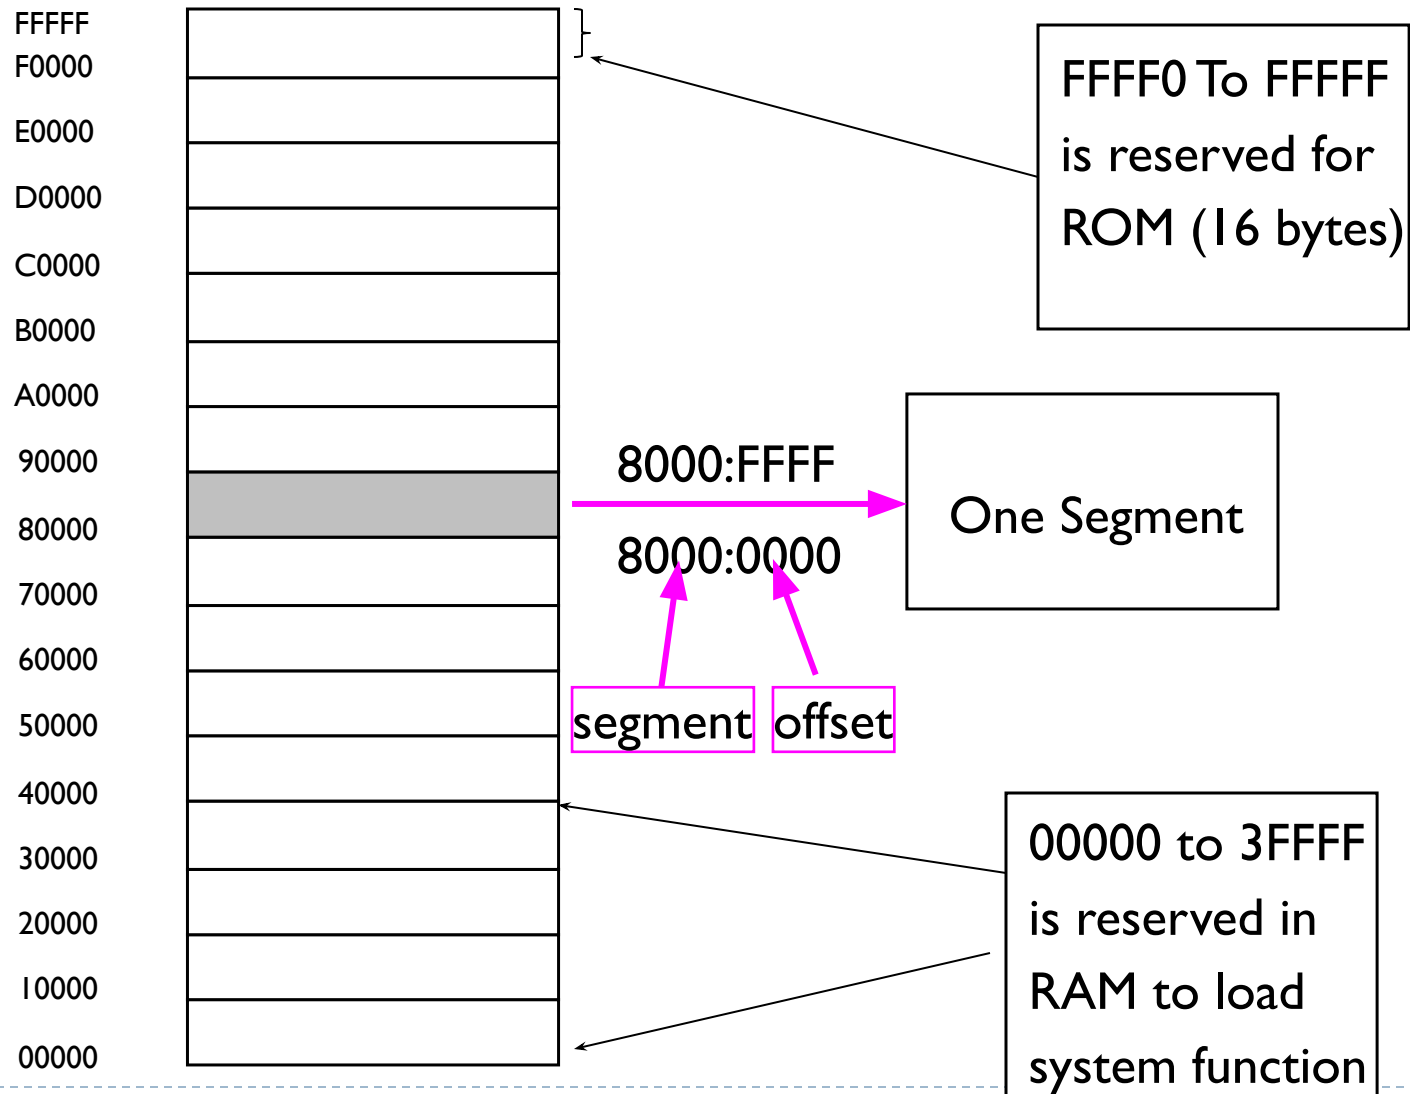 FFFFF
F0000
E0000
D0000
C0000
B0000
A0000
90000
80000
70000
60000
50000
40000
30000
20000
10000
00000
FFFF0 To FFFFF
is reserved for
ROM (16 bytes)
8000:FFFF
One Segment
8000:0000
segment
offset
00000 to 3FFFF
is reserved in
RAM to load
system function